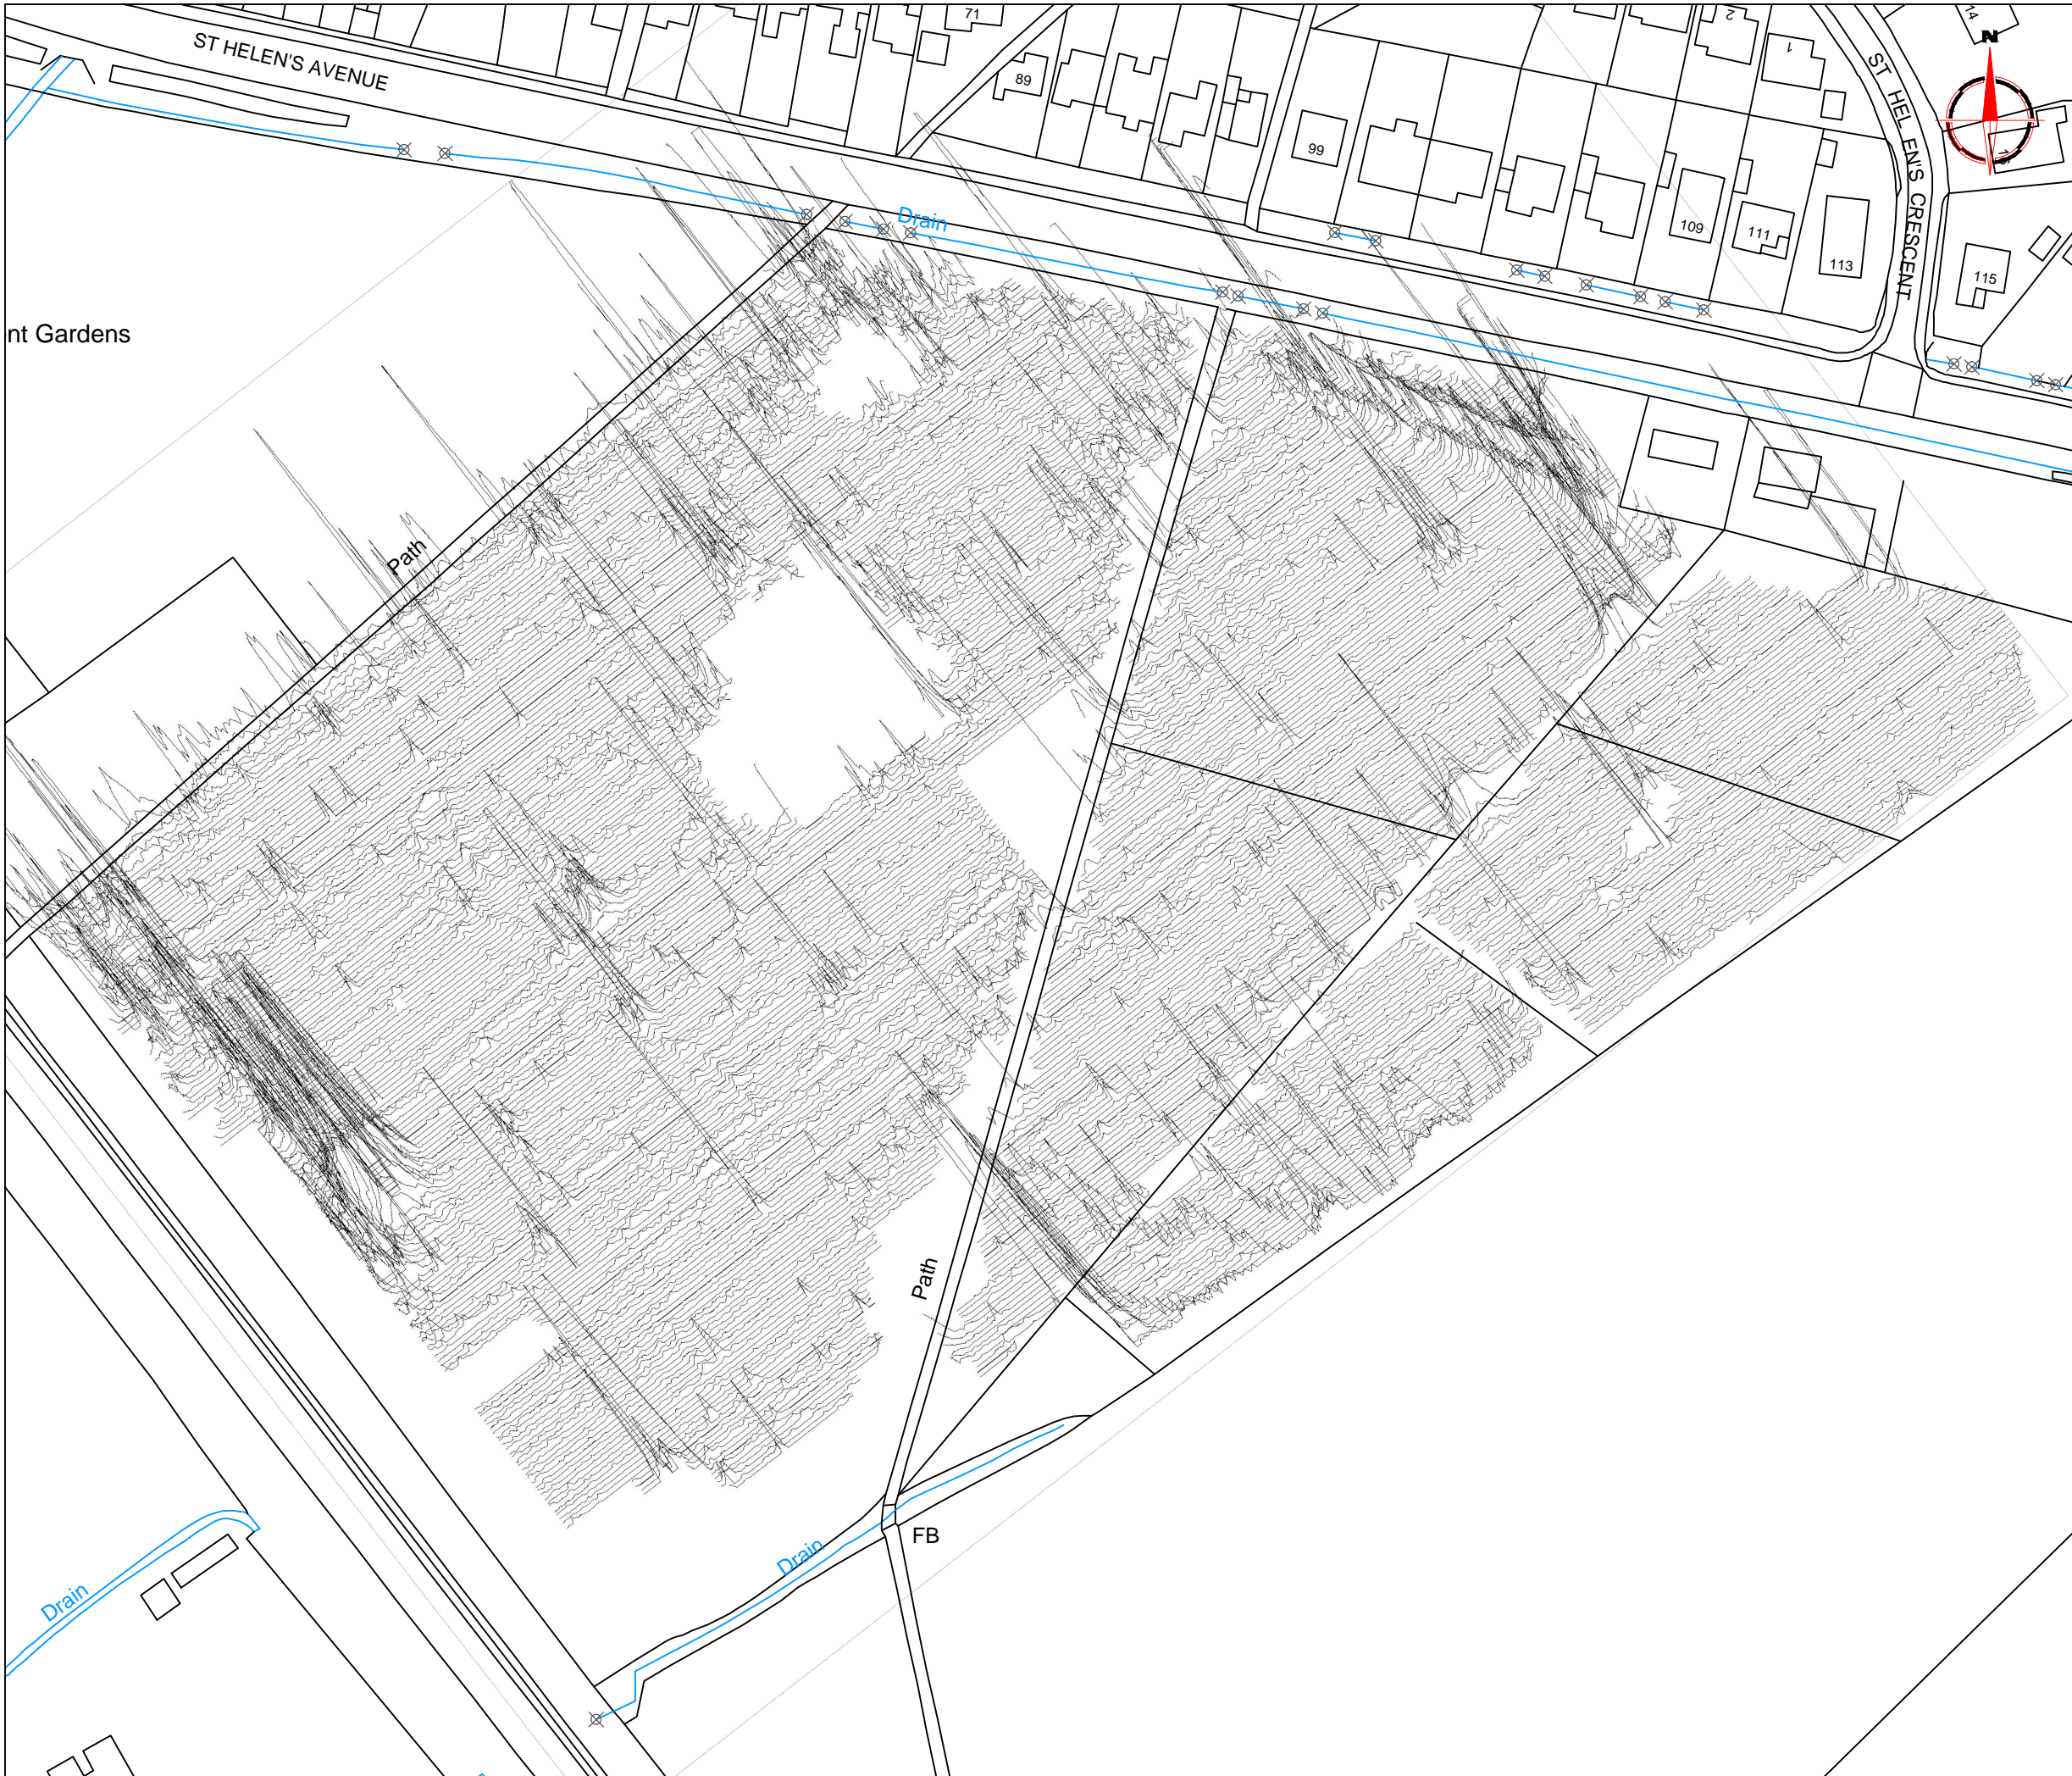 ST HELEN'S AVENUE
71
89
99
2
1
14
N
ST HELEN'S CRESCENT
109
111
113
115
Drain
nt Gardens
Path
Path
FB
Drain
Drain